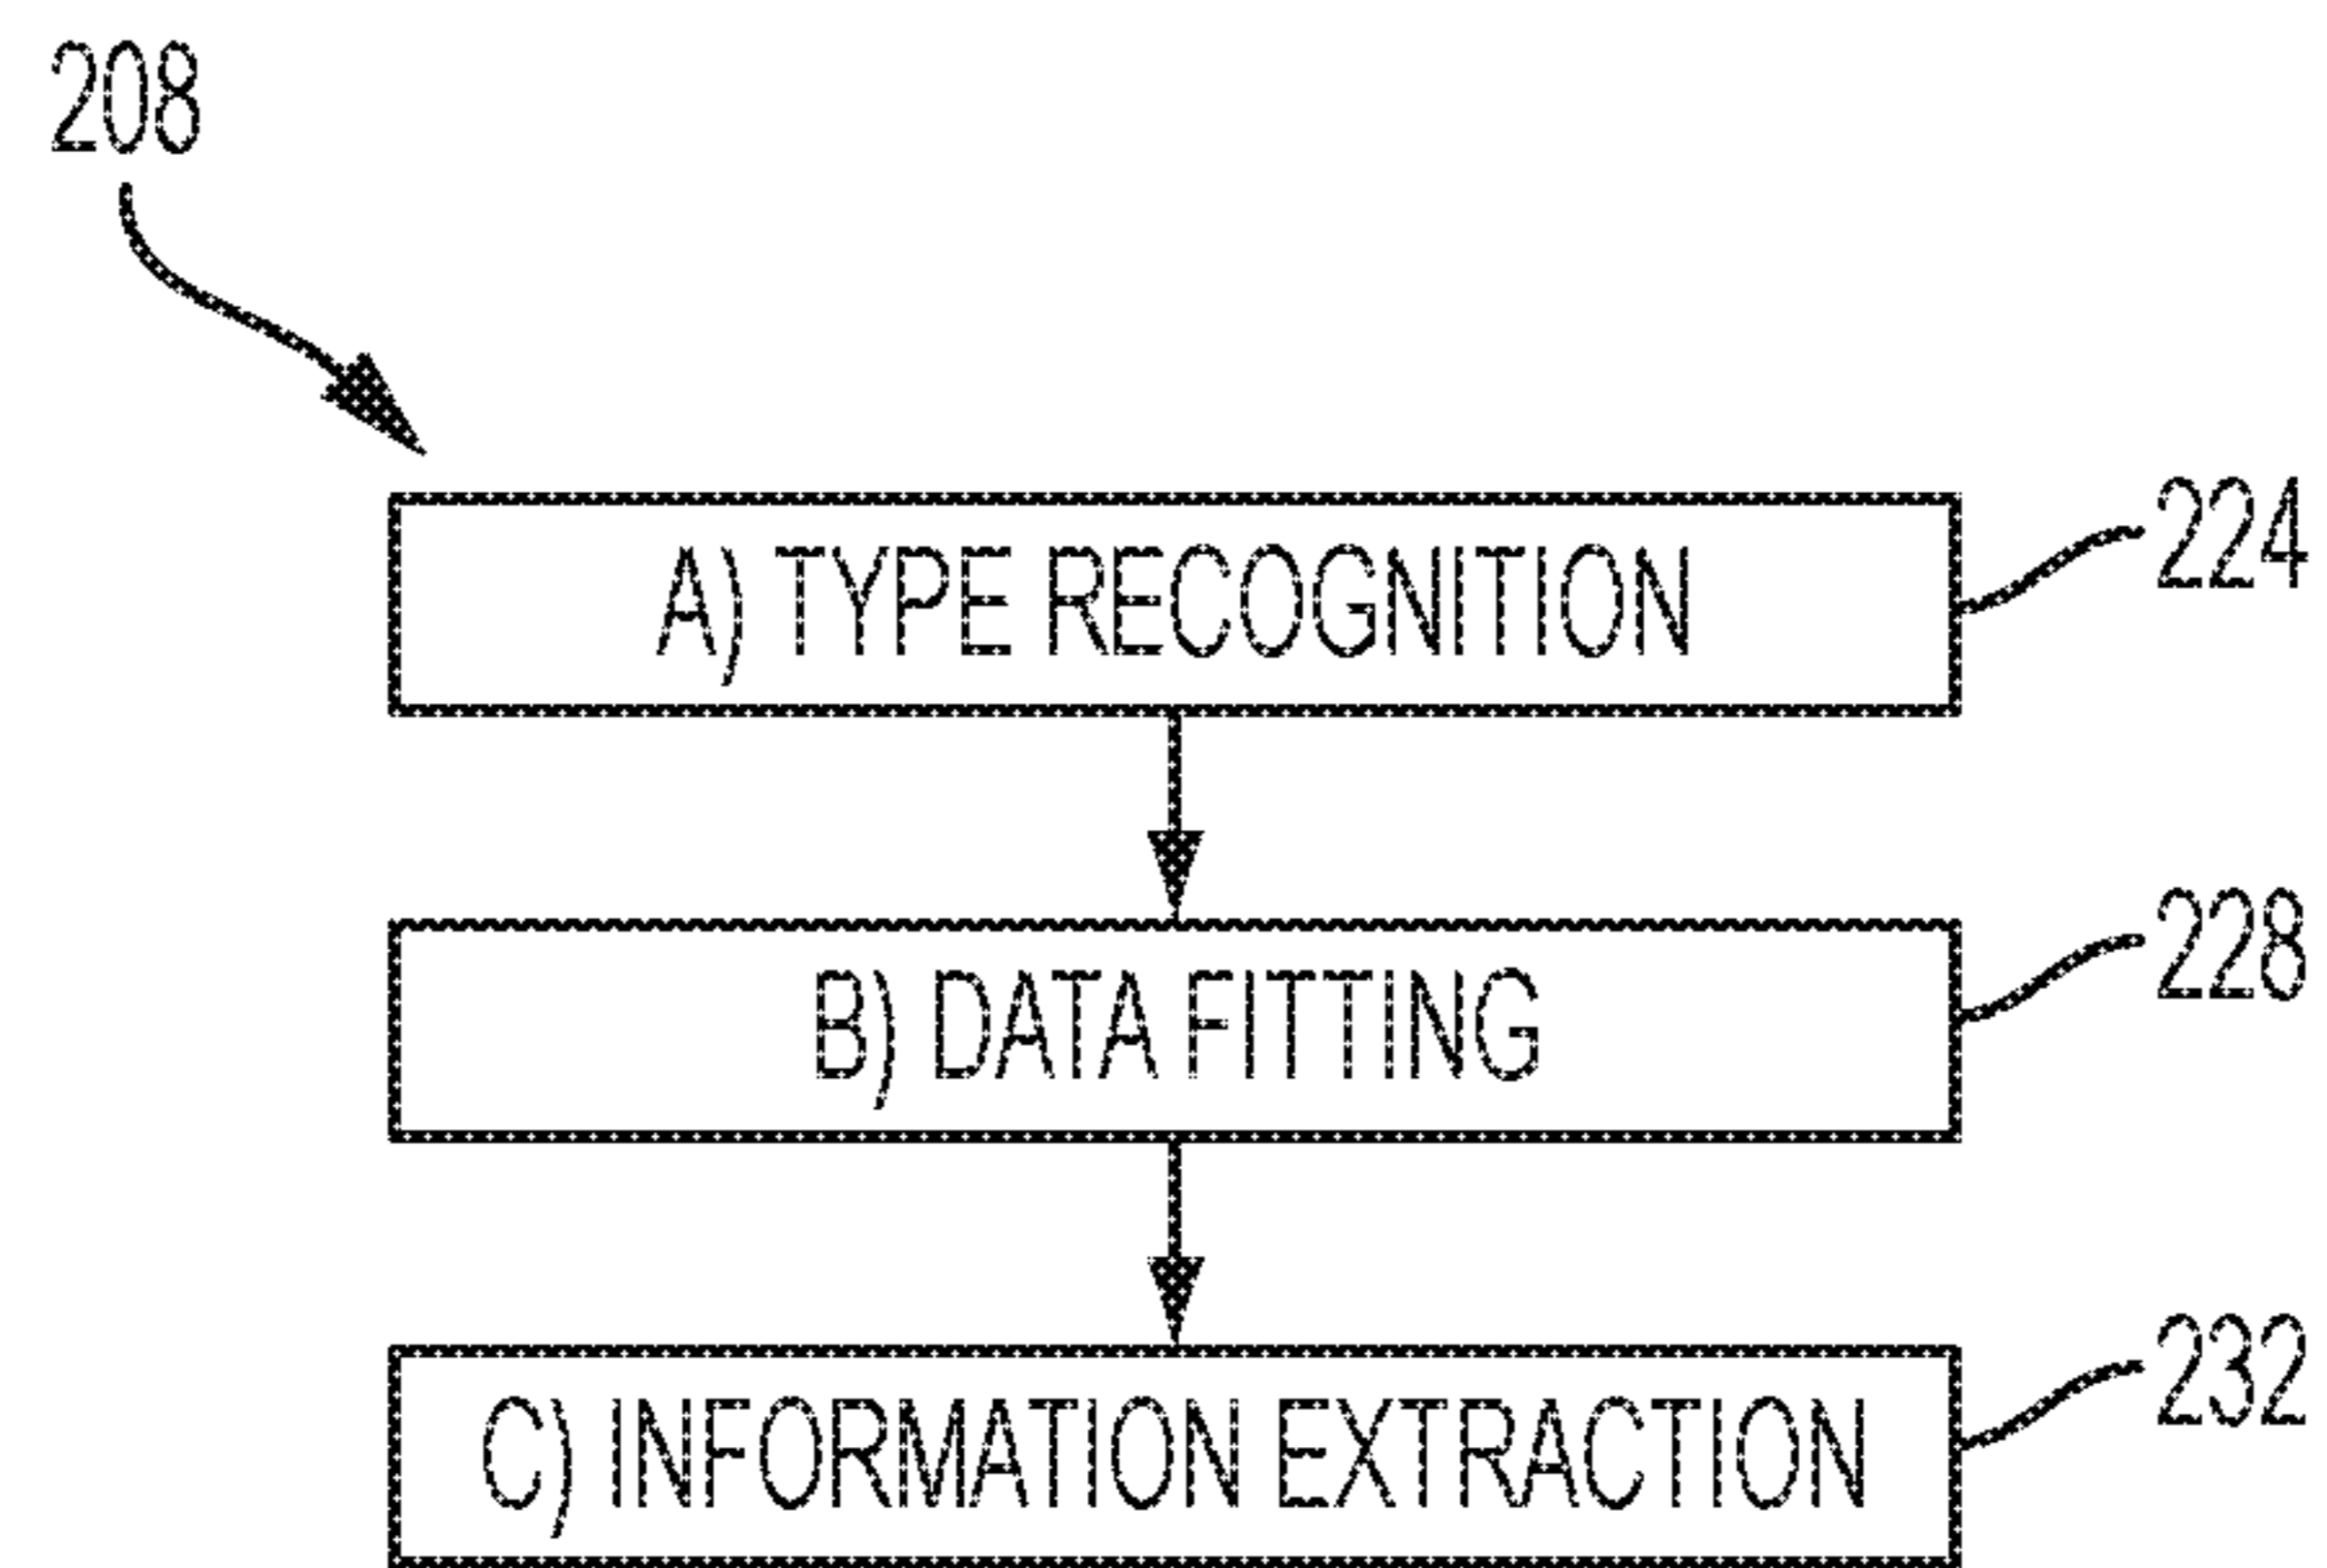 208
A) TYPE RECOGNITION
224
B) DATA FITTING
228
C) INFORMATION EXTRACTION
232